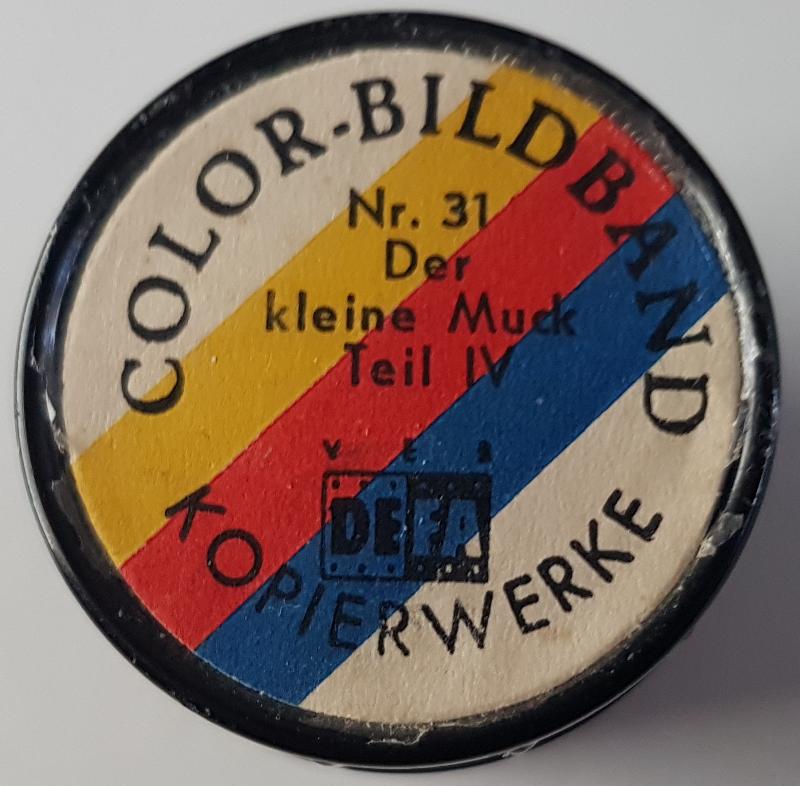 COLOR-BILDBAND
Nr. 31
Der
kleine Muck
Teil IV
VEB
DEFA
KOPIERWERKE